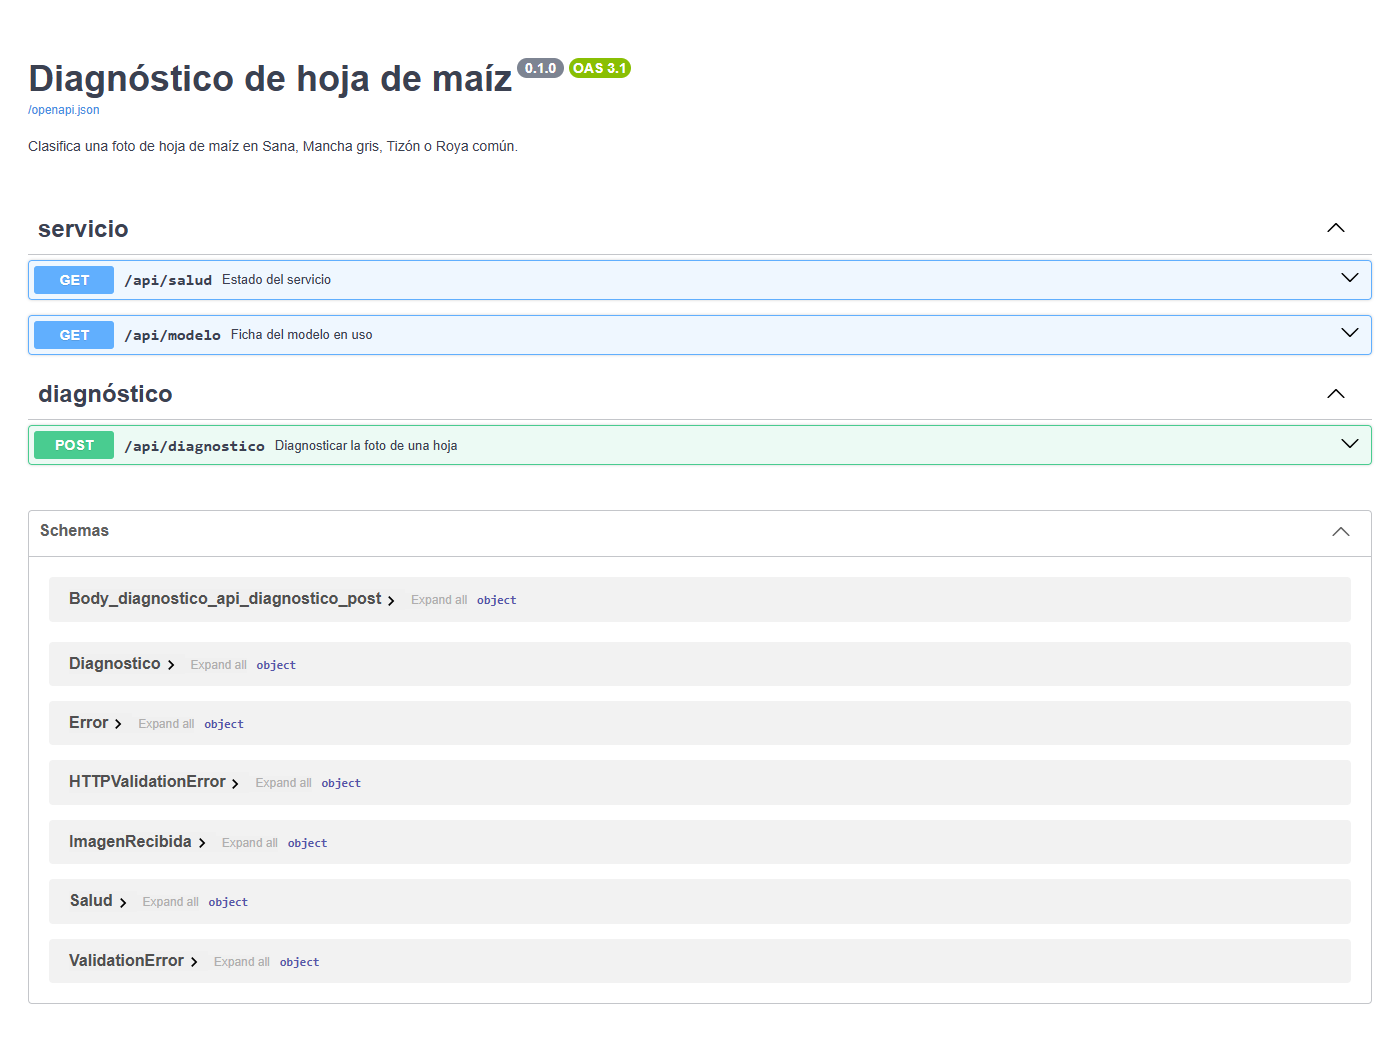 Diagnóstico de hoja de maíz 0.1.0 OAS 3.1
/openapi.json
Clasifica una foto de hoja de maíz en Sana, Mancha gris, Tizón o Roya común.
servicio
GET /api/salud Estado del servicio
GET /api/modelo Ficha del modelo en uso
diagnóstico
POST /api/diagnostico Diagnosticar la foto de una hoja
Schemas
Body_diagnostico_api_diagnostico_post Expand all object
Diagnostico Expand all object
Error Expand all object
HTTPValidationError Expand all object
ImagenRecibida Expand all object
Salud Expand all object
ValidationError Expand all object